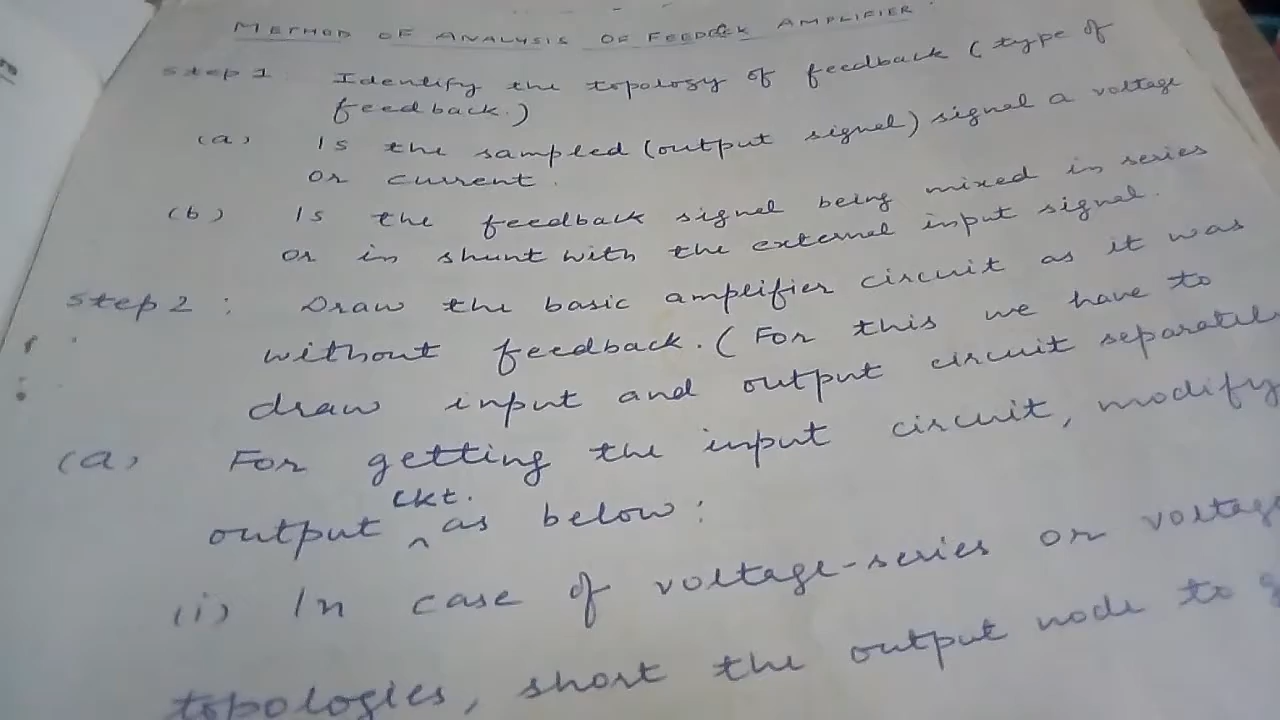 METHOD OF ANALYSIS OF FEEDBCK AMPLIFIER.
Step 1 Identify the topology of feedback (type of
feedback.)
(a) Is the sampled (output signal) signal a voltage
or current.
(b) Is the feedback signal being mixed in series
or in shunt with the external input signal.
Step 2 : Draw the basic amplifier circuit as it was
without feedback. (For this we have to
draw input and output circuit separately
(a) For getting the input circuit, modify
ckt.
output ^ as below:
(i) In case of voltage-series or voltage
topologies, short the output node to